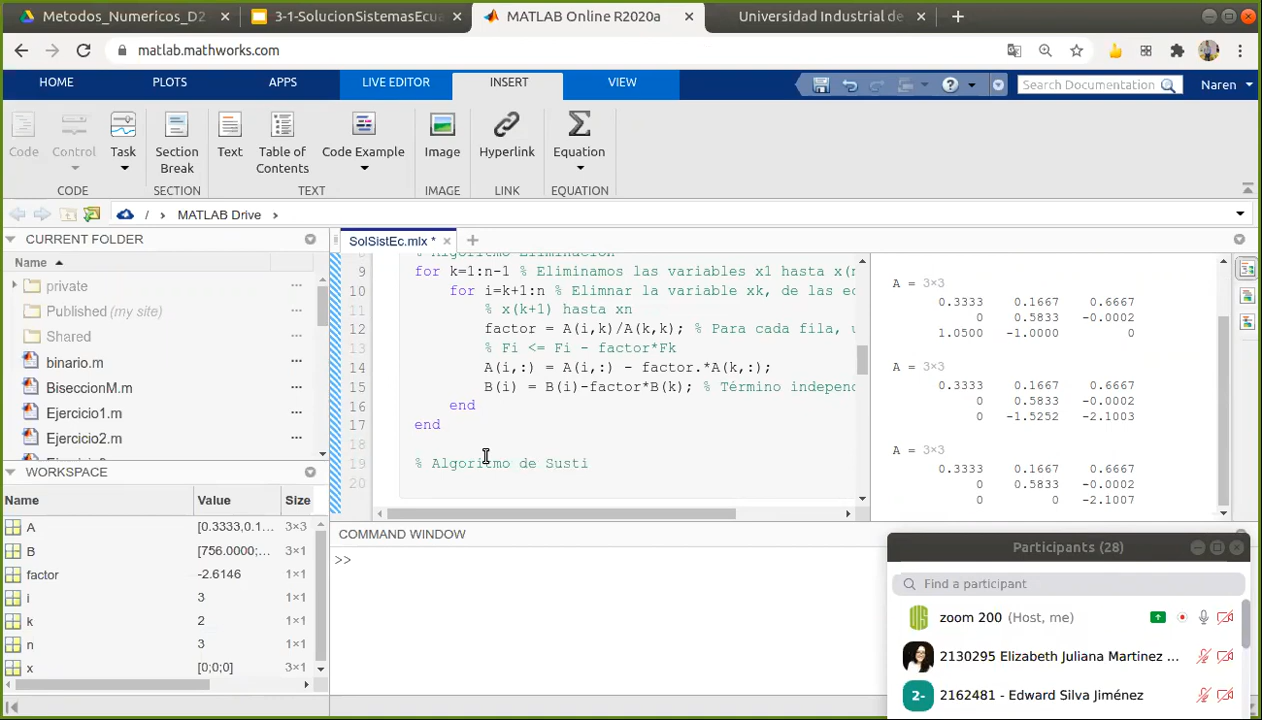 Metodos_Numericos_D2
3-1-SolucionSistemasEcua
MATLAB Online R2020a
Universidad Industrial de
matlab.mathworks.com
HOME PLOTS APPS LIVE EDITOR INSERT VIEW
Search Documentation Naren
Code Control Task Section Break Text Table of Contents Code Example Image Hyperlink Equation
CODE SECTION TEXT IMAGE LINK EQUATION
/ MATLAB Drive
CURRENT FOLDER
Name
private
Published (my site)
Shared
binario.m
BiseccionM.m
Ejercicio1.m
Ejercicio2.m
WORKSPACE
Name Value Size
A [0.3333,0.1... 3×3
B [756.0000;... 3×1
factor -2.6146 1×1
i 3 1×1
k 2 1×1
n 3 1×1
x [0;0;0] 3×1
SolSistEc.mlx *
% Algoritmo Eliminación
9 for k=1:n-1 % Eliminamos las variables x1 hasta x(n
10 for i=k+1:n % Elimnar la variable xk, de las ec
11 % x(k+1) hasta xn
12 factor = A(i,k)/A(k,k); % Para cada fila, u
13 % Fi <= Fi - factor*Fk
14 A(i,:) = A(i,:) - factor.*A(k,:);
15 B(i) = B(i)-factor*B(k); % Término independ
16 end
17 end
18
19 % Algoritmo de Susti
20
A = 3×3
0.3333 0.1667 0.6667
0 0.5833 -0.0002
1.0500 -1.0000 0
A = 3×3
0.3333 0.1667 0.6667
0 0.5833 -0.0002
0 -1.5252 -2.1003
A = 3×3
0.3333 0.1667 0.6667
0 0.5833 -0.0002
0 0 -2.1007
COMMAND WINDOW
>>
Participants (28)
Find a participant
zoom 200 (Host, me)
2130295 Elizabeth Juliana Martinez ...
2- 2162481 - Edward Silva Jiménez